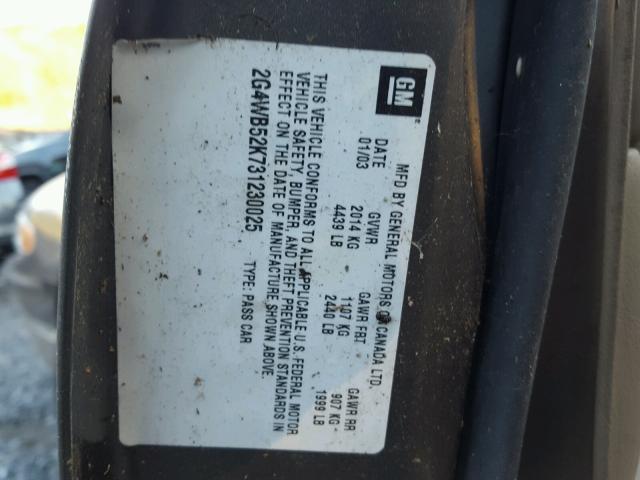 GM
MFD BY GENERAL MOTORS OF CANADA LTD.
DATE GVWR GAWR FRT GAWR RR
01/03 2014 KG 1107 KG 907 KG
4439 LB 2440 LB 1999 LB
THIS VEHICLE CONFORMS TO ALL APPLICABLE U.S. FEDERAL MOTOR
VEHICLE SAFETY, BUMPER, AND THEFT PREVENTION STANDARDS IN
EFFECT ON THE DATE OF MANUFACTURE SHOWN ABOVE.
2G4WB52K731230025 TYPE: PASS CAR